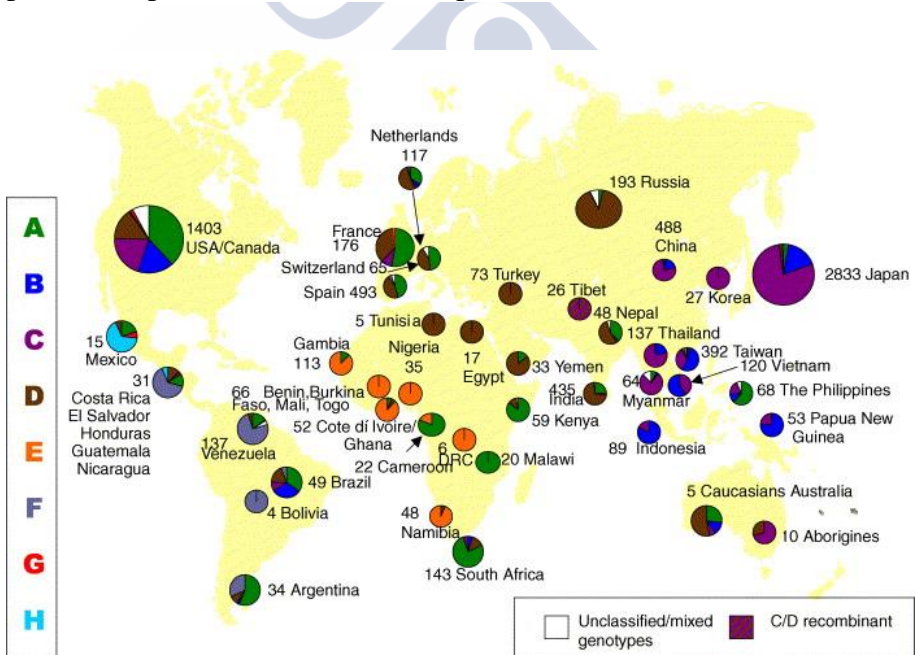 Netherlands
117
193 Russia
A
B
C
D
E
F
G
H
1403
USA/Canada
France
176
Switzerland 65
Spain 493
488
China
2833 Japan
73 Turkey
26 Tibet
27 Korea
48 Nepal
5 Tunisia
137 Thailand
15
Mexico
Gambia
113
Nigeria
35
17
Egypt
33 Yemen
392 Taiwan
120 Vietnam
435
India
64
Myanmar
68 The Philippines
31
Costa Rica
El Salvador
Honduras
Guatemala
Nicaragua
66 Benin,Burkina
Faso, Mali, Togo
52 Cote dí Ivoire/
Ghana
59 Kenya
53 Papua New
Guinea
89 Indonesia
137
Venezuela
22 Cameroon
6
DRC
20 Malawi
49 Brazil
4 Bolivia
48
Namibia
5 Caucasians Australia
10 Aborigines
143 South Africa
34 Argentina
Unclassified/mixed
genotypes
C/D recombinant